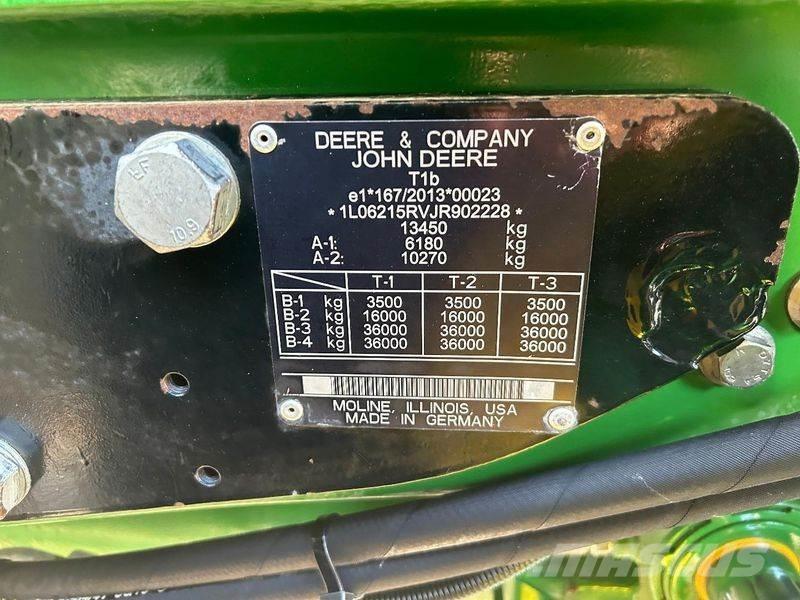 DEERE & COMPANY
JOHN DEERE
T1b
e1*167/2013*00023
*1L06215RVJR902228*
13450 kg
A-1: 6180 kg
A-2: 10270 kg
T-1 T-2 T-3
B-1 kg 3500 3500 3500
B-2 kg 16000 16000 16000
B-3 kg 36000 36000 36000
B-4 kg 36000 36000 36000
MOLINE, ILLINOIS, USA
MADE IN GERMANY
10.9